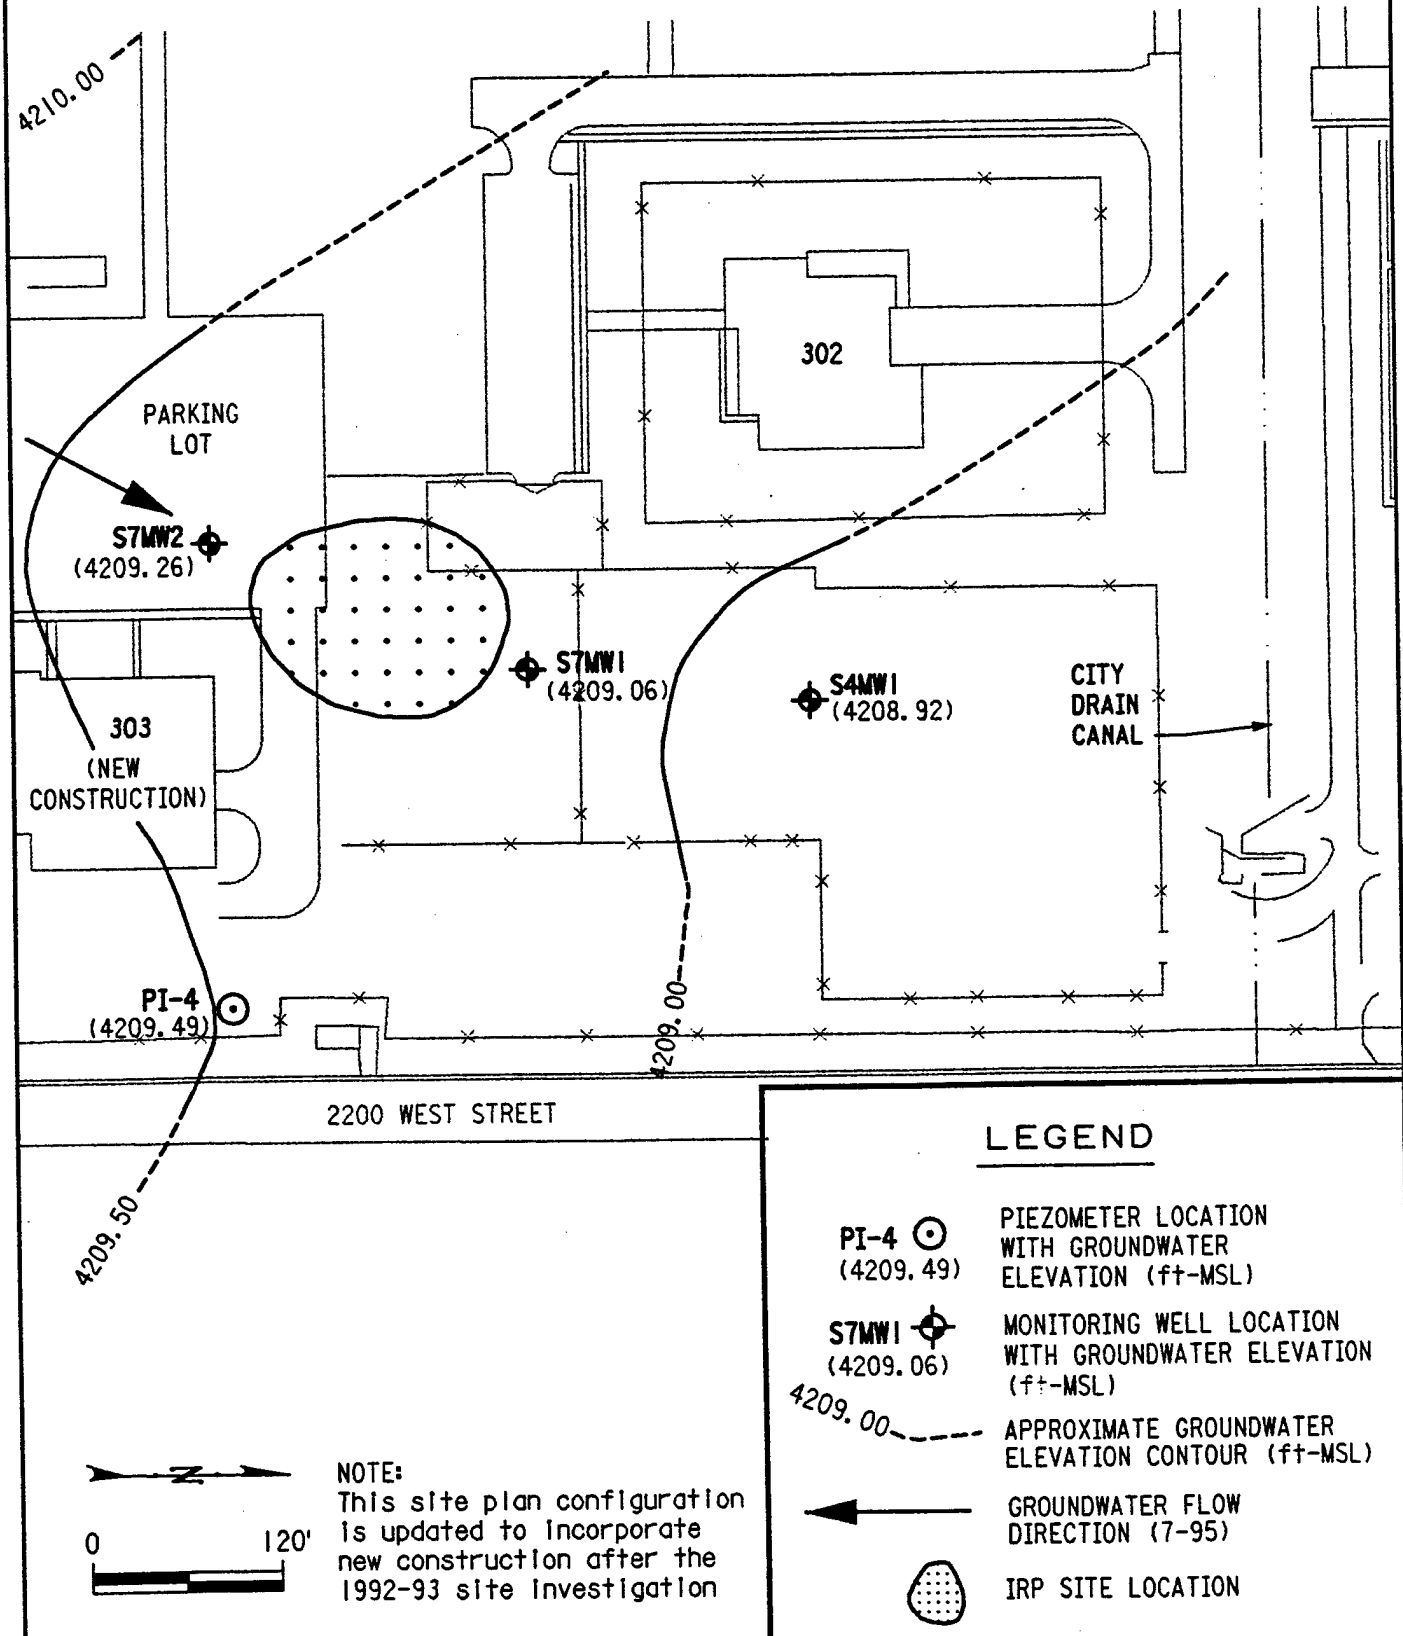 4210.00
302
PARKING
LOT
S7MW2
(4209.26)
S7MW1
(4209.06)
S4MW1
(4208.92)
CITY
DRAIN
CANAL
303
(NEW
CONSTRUCTION)
PI-4
(4209.49)
4209.00
2200 WEST STREET
4209.50
LEGEND
PI-4
(4209.49)
PIEZOMETER LOCATION
WITH GROUNDWATER
ELEVATION (ft-MSL)
S7MW1
(4209.06)
MONITORING WELL LOCATION
WITH GROUNDWATER ELEVATION
(ft-MSL)
4209.00
APPROXIMATE GROUNDWATER
ELEVATION CONTOUR (ft-MSL)
GROUNDWATER FLOW
DIRECTION (7-95)
IRP SITE LOCATION
N
0 120'
NOTE:
This site plan configuration
is updated to incorporate
new construction after the
1992-93 site investigation